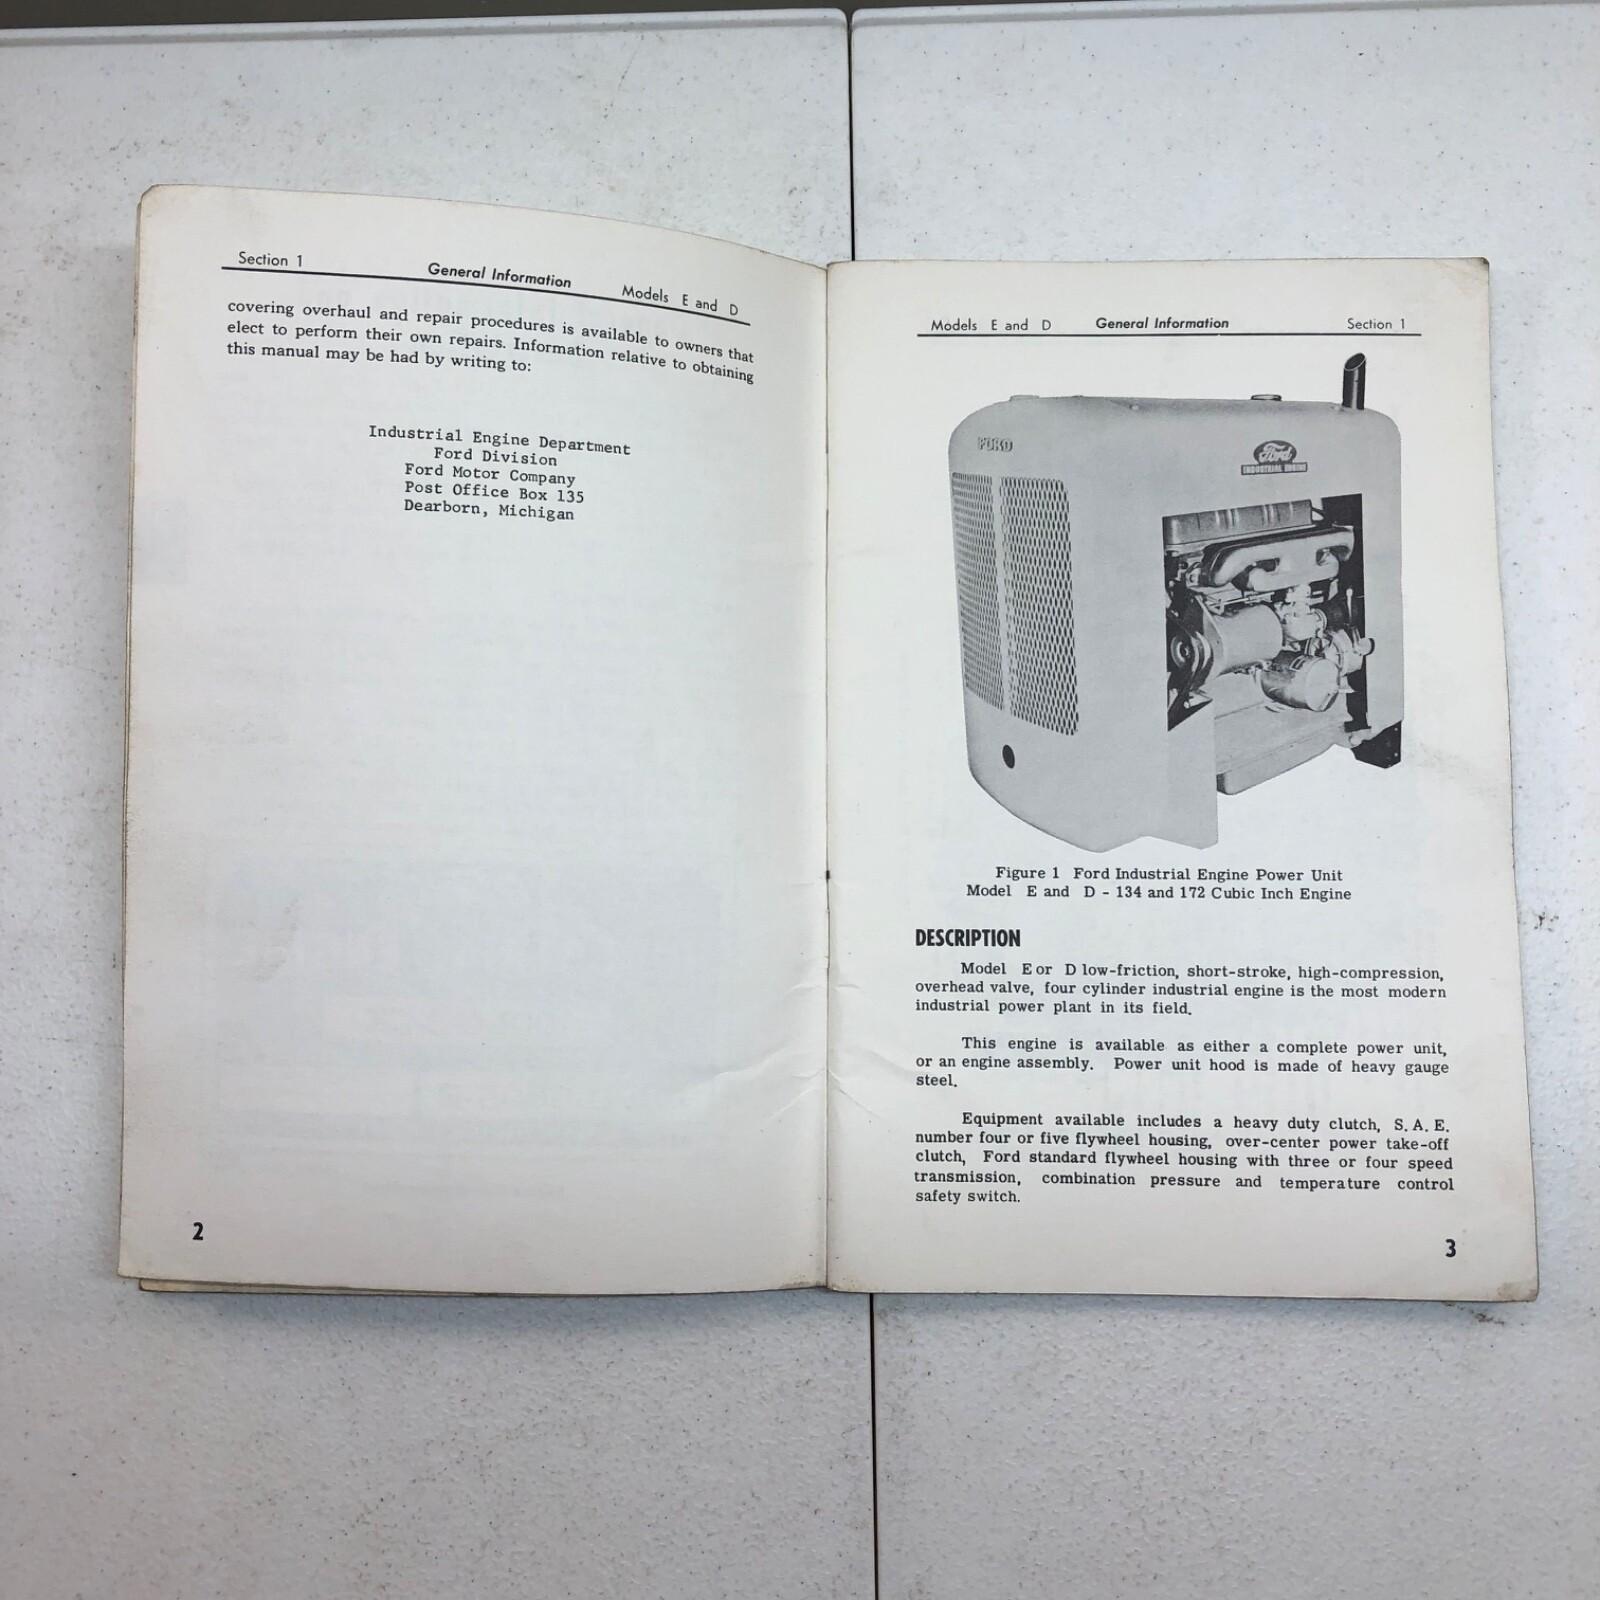 Section 1 General Information Models E and D
covering overhaul and repair procedures is available to owners that
elect to perform their own repairs. Information relative to obtaining
this manual may be had by writing to:
Industrial Engine Department
Ford Division
Ford Motor Company
Post Office Box 135
Dearborn, Michigan
2
Models E and D General Information Section 1
FORD
Ford
INDUSTRIAL ENGINE
Figure 1 Ford Industrial Engine Power Unit
Model E and D - 134 and 172 Cubic Inch Engine
DESCRIPTION
Model E or D low-friction, short-stroke, high-compression,
overhead valve, four cylinder industrial engine is the most modern
industrial power plant in its field.
This engine is available as either a complete power unit,
or an engine assembly. Power unit hood is made of heavy gauge
steel.
Equipment available includes a heavy duty clutch, S. A. E.
number four or five flywheel housing, over-center power take-off
clutch, Ford standard flywheel housing with three or four speed
transmission, combination pressure and temperature control
safety switch.
3